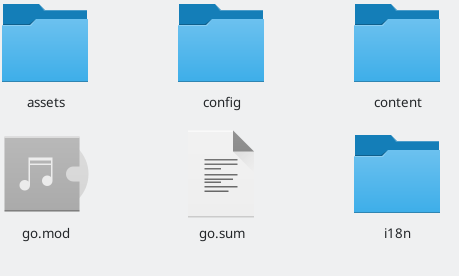 assets
config
content
go.mod
go.sum
i18n